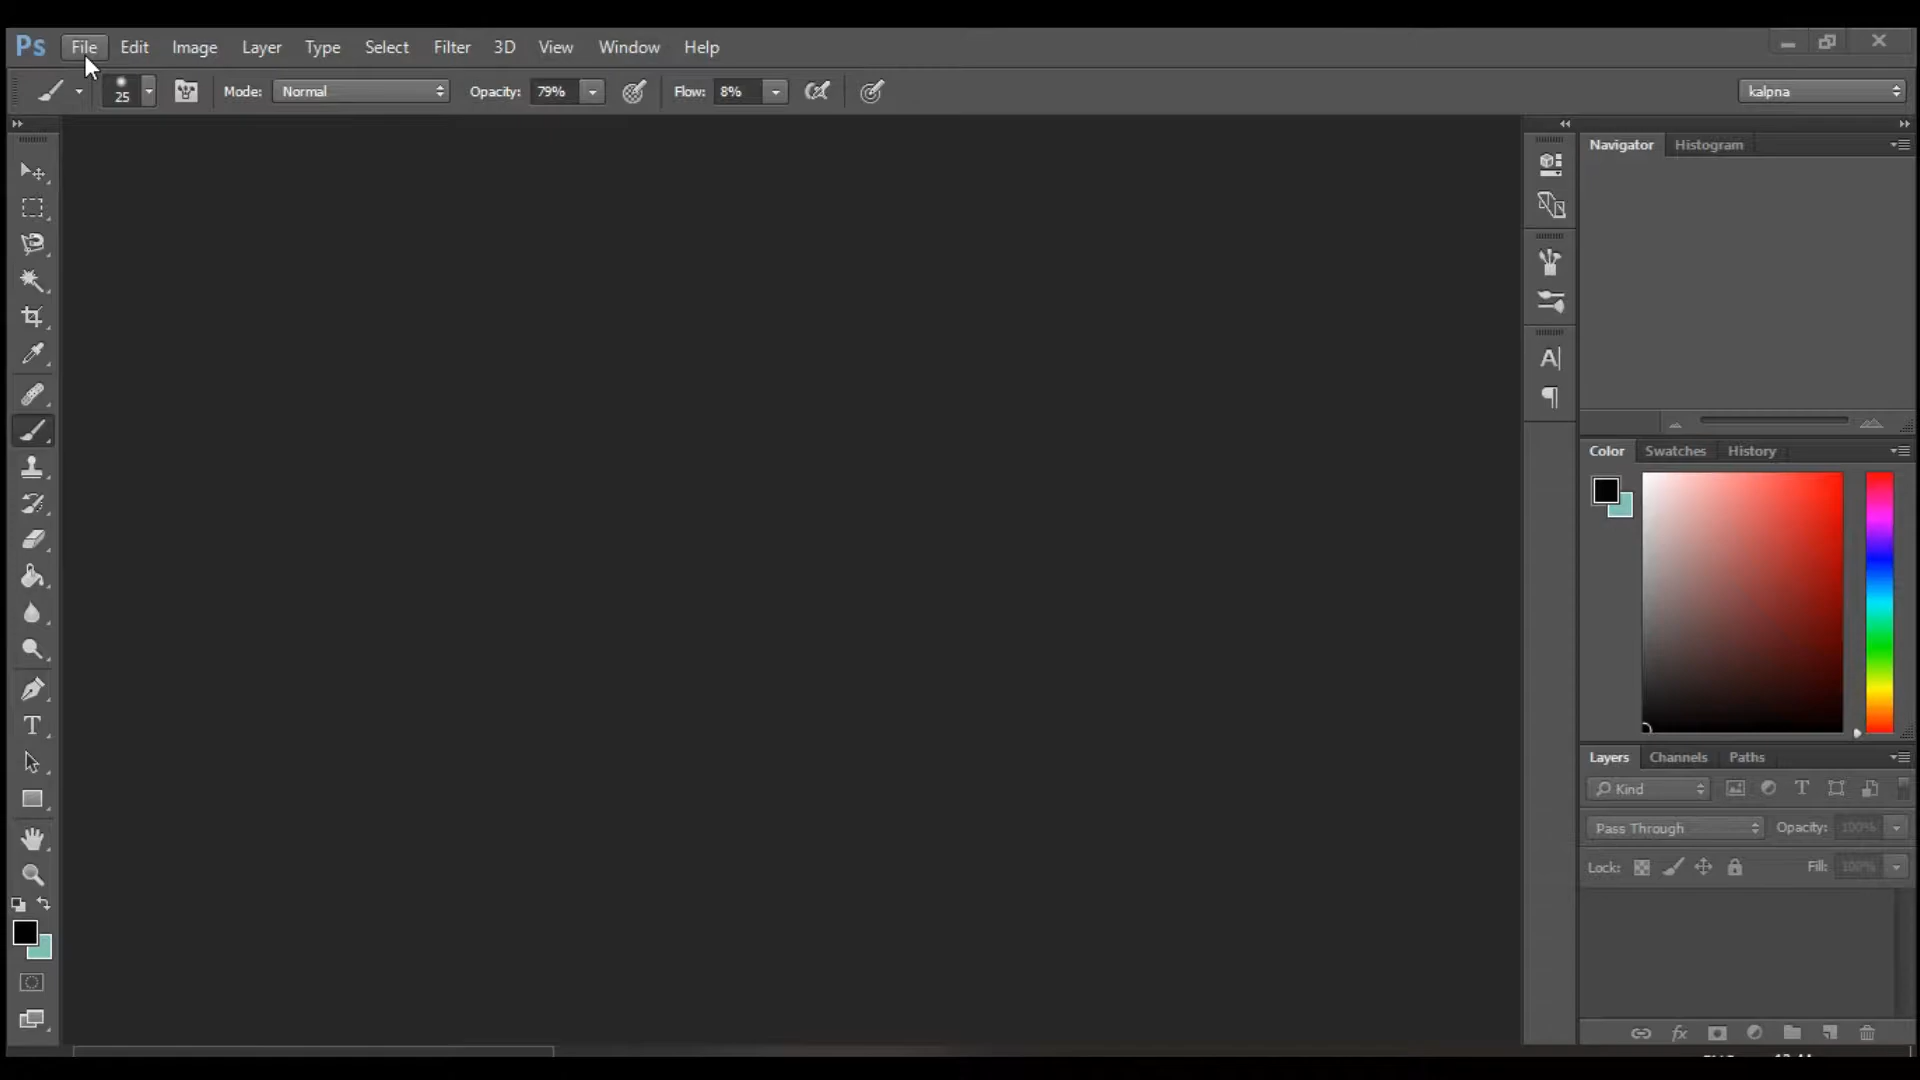 Ps File Edit Image Layer Type Select Filter 3D View Window Help
25 Mode: Normal Opacity: 79% Flow: 8% kalpna
Navigator Histogram
Color Swatches History
Layers Channels Paths
Kind
Pass Through Opacity: 100%
Lock: Fill: 100%